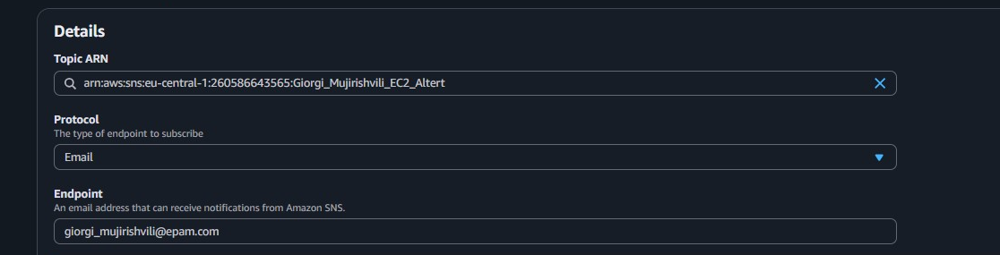 Details
Topic ARN
arn:aws:sns:eu-central-1:260586643565:Giorgi_Mujirishvili_EC2_Altert
Protocol
The type of endpoint to subscribe
Email
Endpoint
An email address that can receive notifications from Amazon SNS.
giorgi_mujirishvili@epam.com